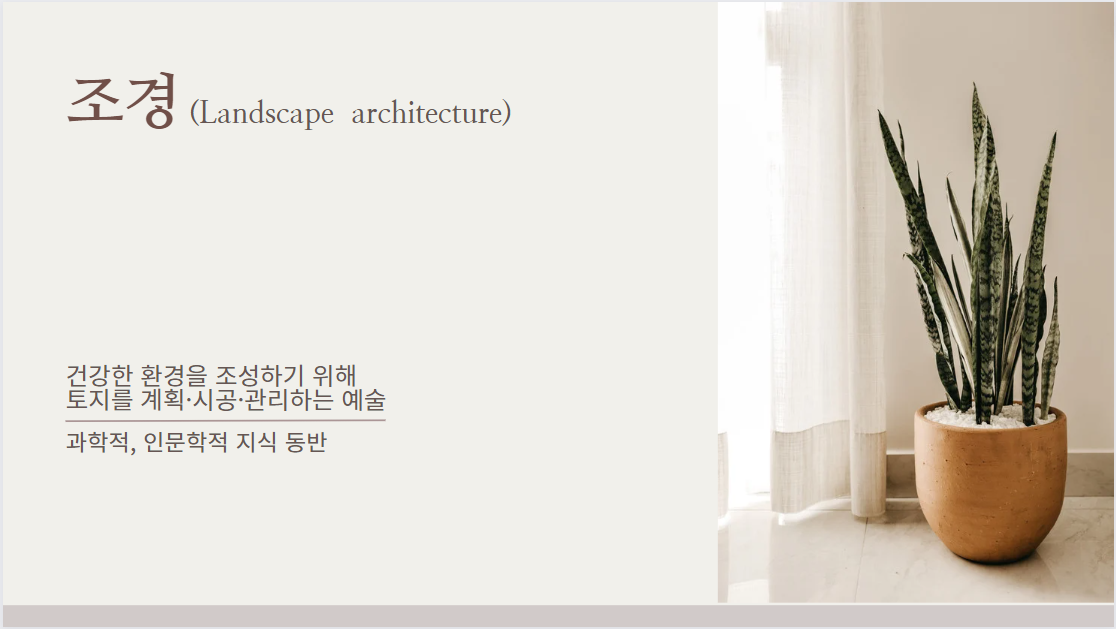 조경 (Landscape architecture)
건강한 환경을 조성하기 위해
토지를 계획·시공·관리하는 예술
과학적, 인문학적 지식 동반